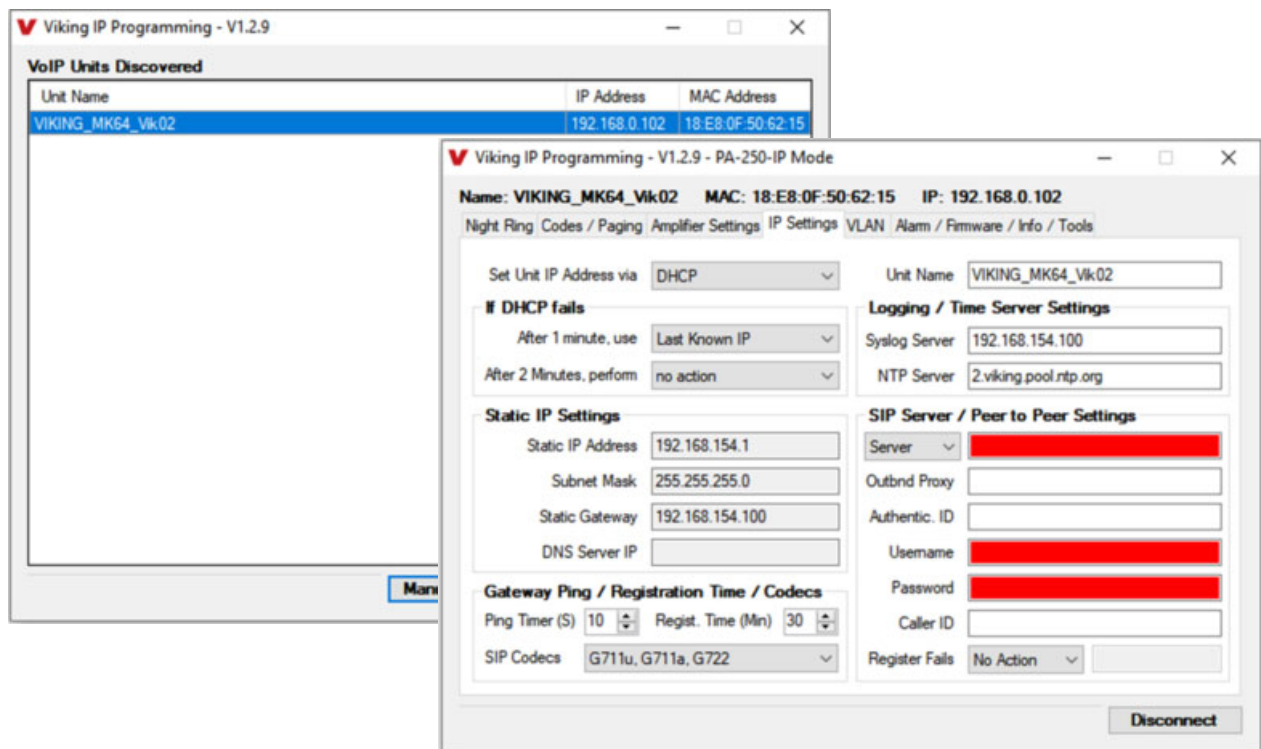 Viking IP Programming - V1.2.9
VoIP Units Discovered
Unit Name IP Address MAC Address
VIKING_MK64_Vik02 192.168.0.102 18:E8:0F:50:62:15
Viking IP Programming - V1.2.9 - PA-250-IP Mode
Name: VIKING_MK64_Vik02 MAC: 18:E8:0F:50:62:15 IP: 192.168.0.102
Night Ring Codes / Paging Amplifier Settings IP Settings VLAN Alarm / Firmware / Info / Tools
Set Unit IP Address via DHCP
If DHCP fails
After 1 minute, use Last Known IP
After 2 Minutes, perform no action
Static IP Settings
Static IP Address 192.168.154.1
Subnet Mask 255.255.255.0
Static Gateway 192.168.154.100
DNS Server IP
Gateway Ping / Registration Time / Codecs
Ping Timer (S) 10 Regist. Time (Min) 30
SIP Codecs G711u, G711a, G722
Unit Name VIKING_MK64_Vik02
Logging / Time Server Settings
Syslog Server 192.168.154.100
NTP Server 2.viking.pool.ntp.org
SIP Server / Peer to Peer Settings
Server
Outbnd Proxy
Authentic. ID
Username
Password
Caller ID
Register Fails No Action
Disconnect